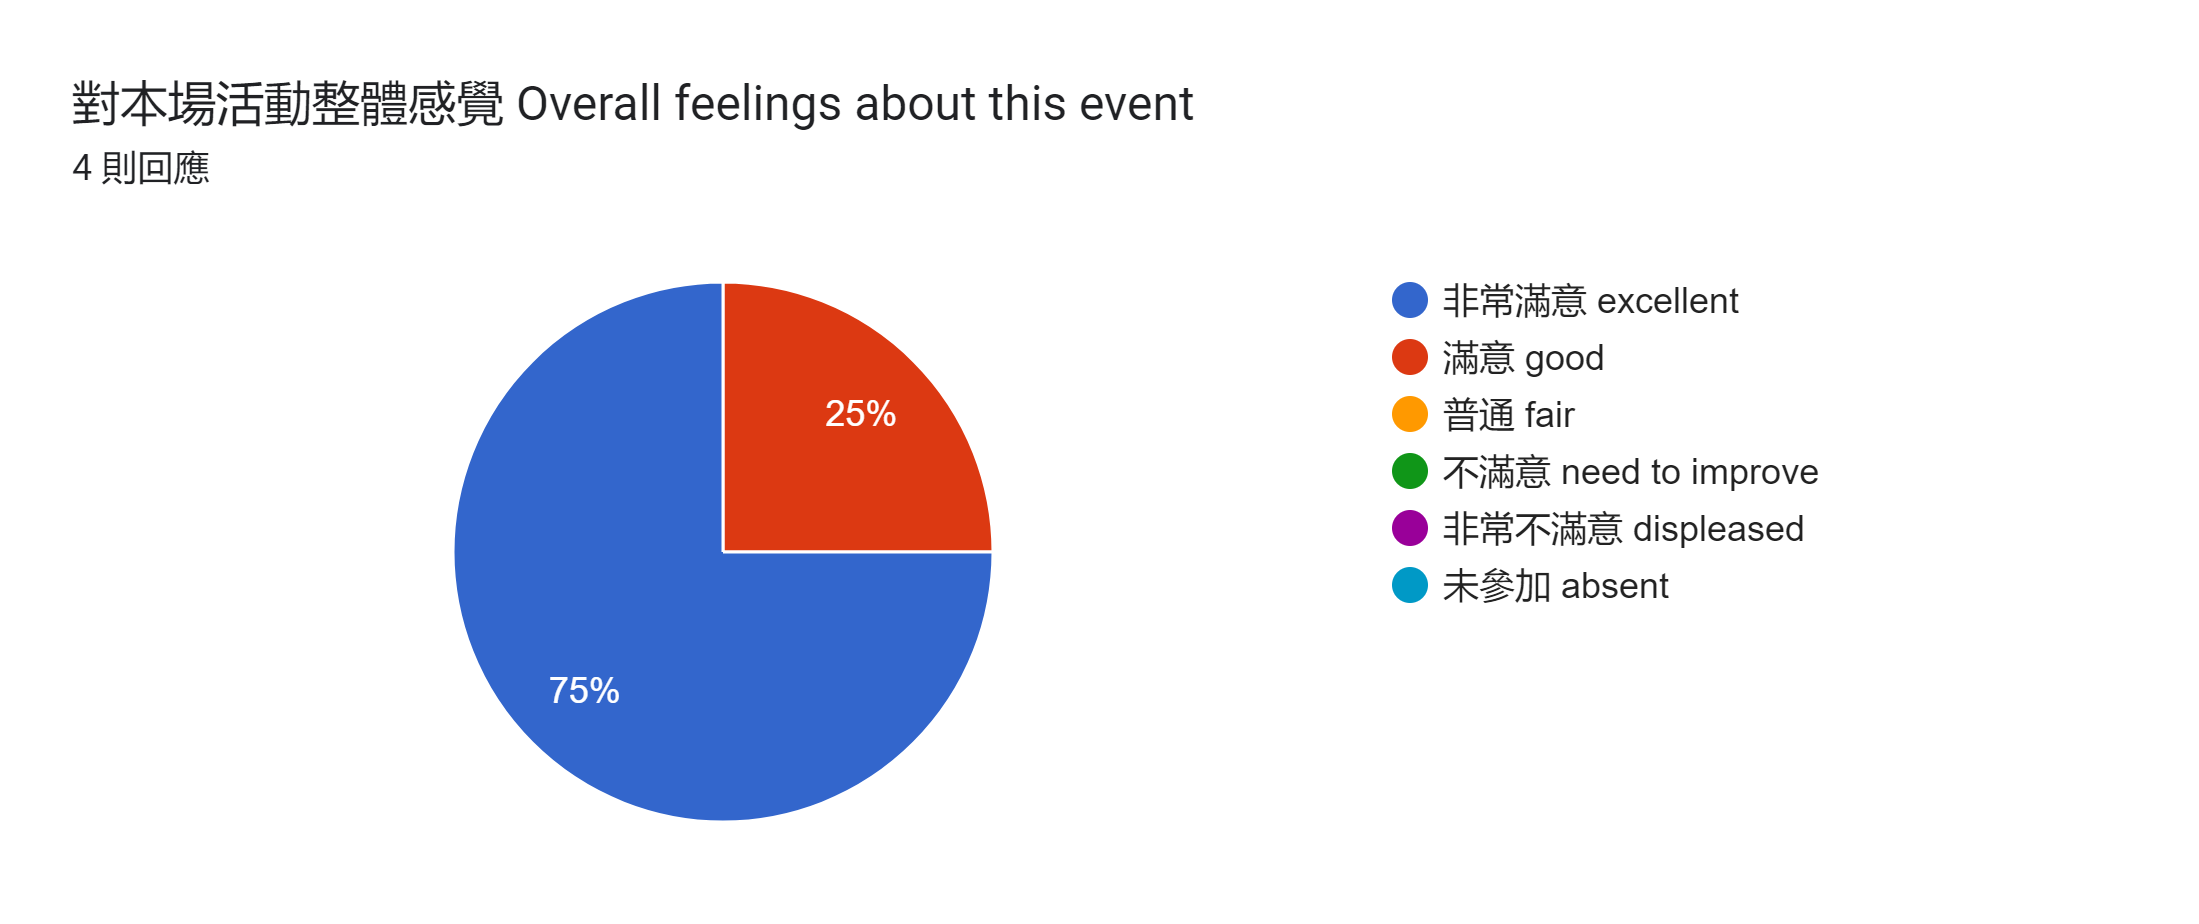 對本場活動整體感覺 Overall feelings about this event
4 則回應
25%
75%
非常滿意 excellent
滿意 good
普通 fair
不滿意 need to improve
非常不滿意 displeased
未參加 absent